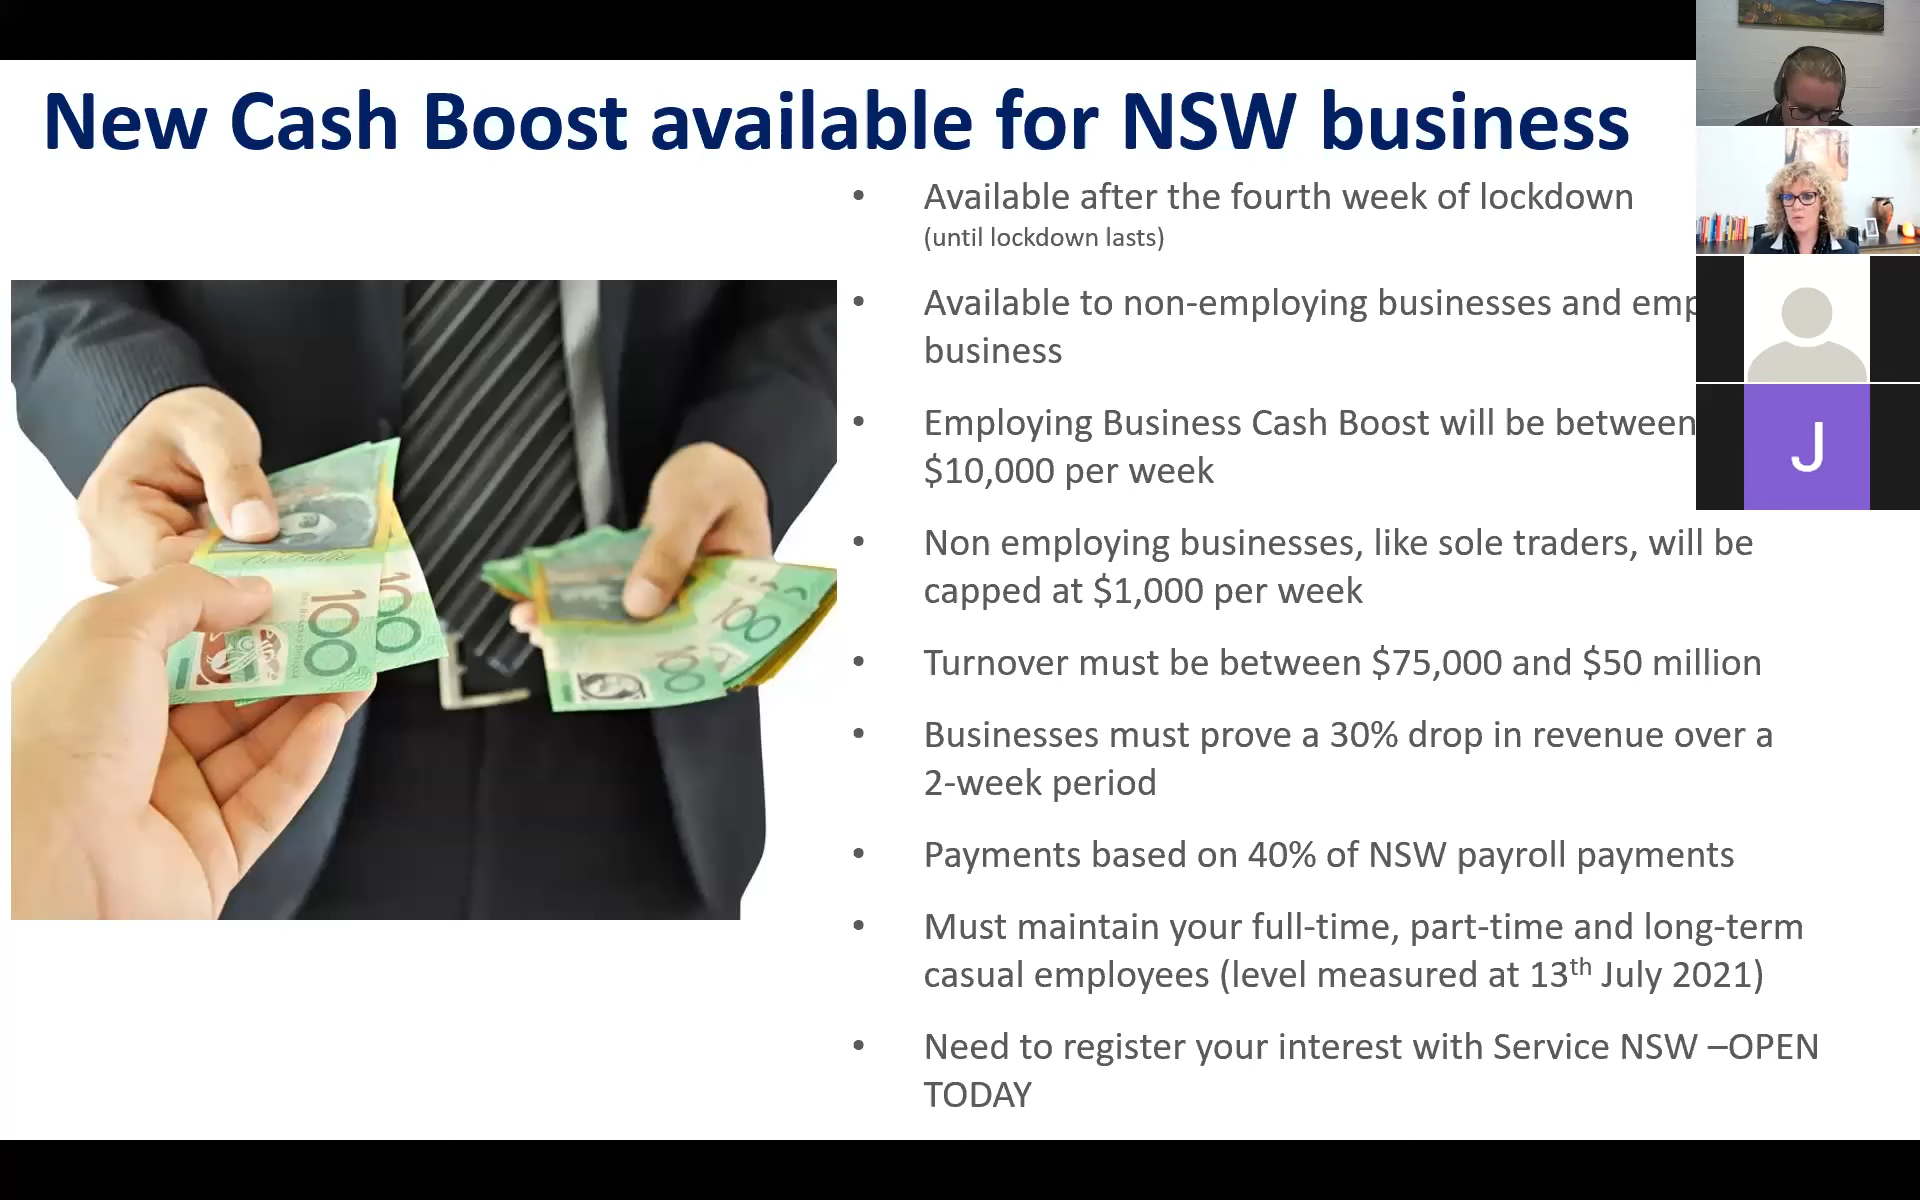 New Cash Boost available for NSW business
• Available after the fourth week of lockdown
(until lockdown lasts)
• Available to non-employing businesses and
business
• Employing Business Cash Boost will be between
$10,000 per week
• Non employing businesses, like sole traders, will be
capped at $1,000 per week
• Turnover must be between $75,000 and $50 million
• Businesses must prove a 30% drop in revenue over a
2-week period
• Payments based on 40% of NSW payroll payments
• Must maintain your full-time, part-time and long-term
casual employees (level measured at 13th July 2021)
• Need to register your interest with Service NSW –OPEN
TODAY
100
100
100
100
J